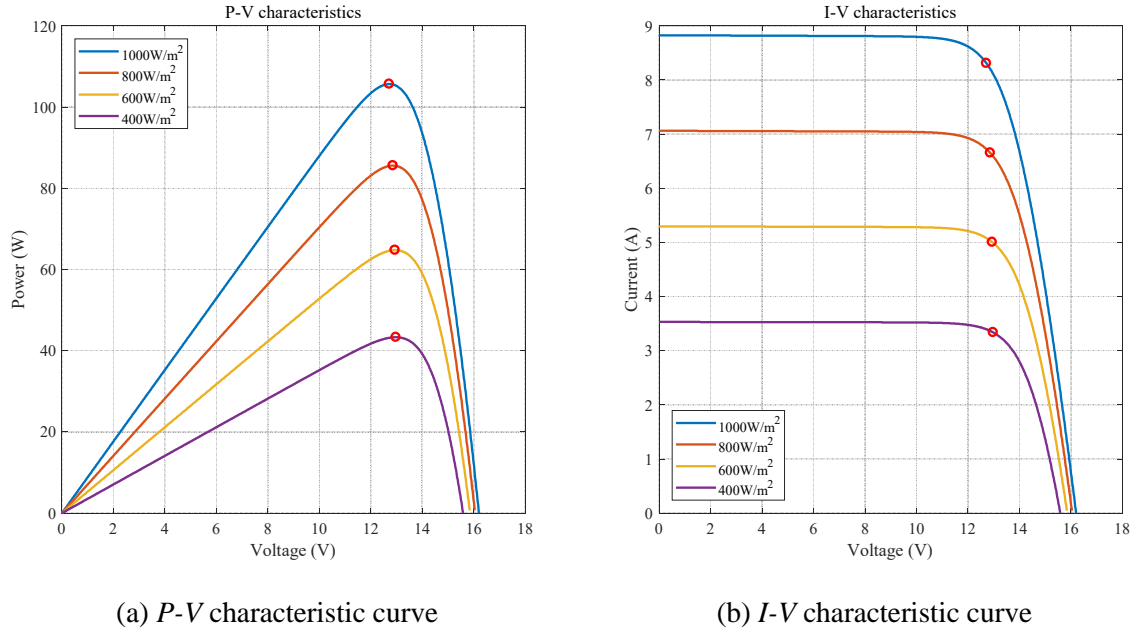 P-V characteristics
120
100
80
60
40
20
0
Power (W)
1000W/m²
800W/m²
600W/m²
400W/m²
0 2 4 6 8 10 12 14 16 18
Voltage (V)
(a) P-V characteristic curve
I-V characteristics
9
8
7
6
5
4
3
2
1
0
Current (A)
1000W/m²
800W/m²
600W/m²
400W/m²
0 2 4 6 8 10 12 14 16 18
Voltage (V)
(b) I-V characteristic curve